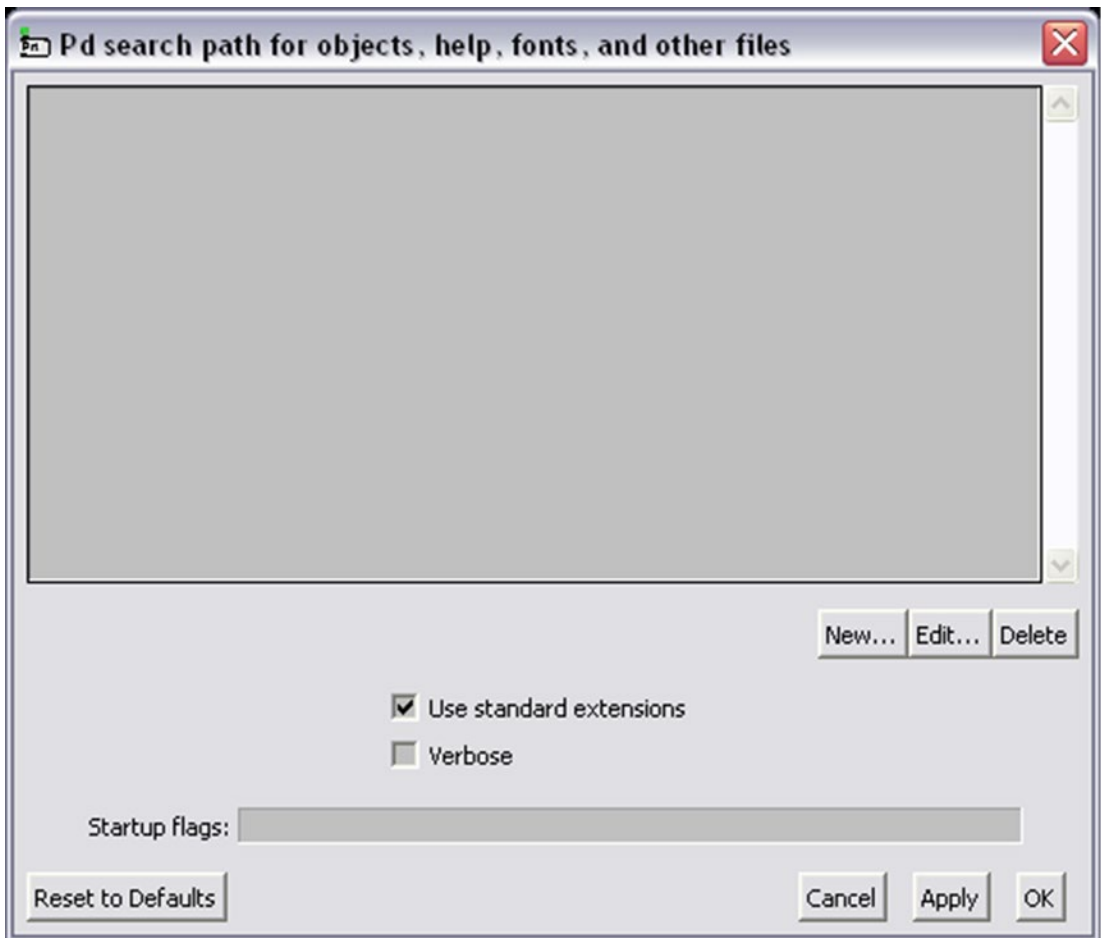 Pd search path for objects, help, fonts, and other files
New... Edit... Delete
Use standard extensions
Verbose
Startup flags:
Reset to Defaults Cancel Apply OK